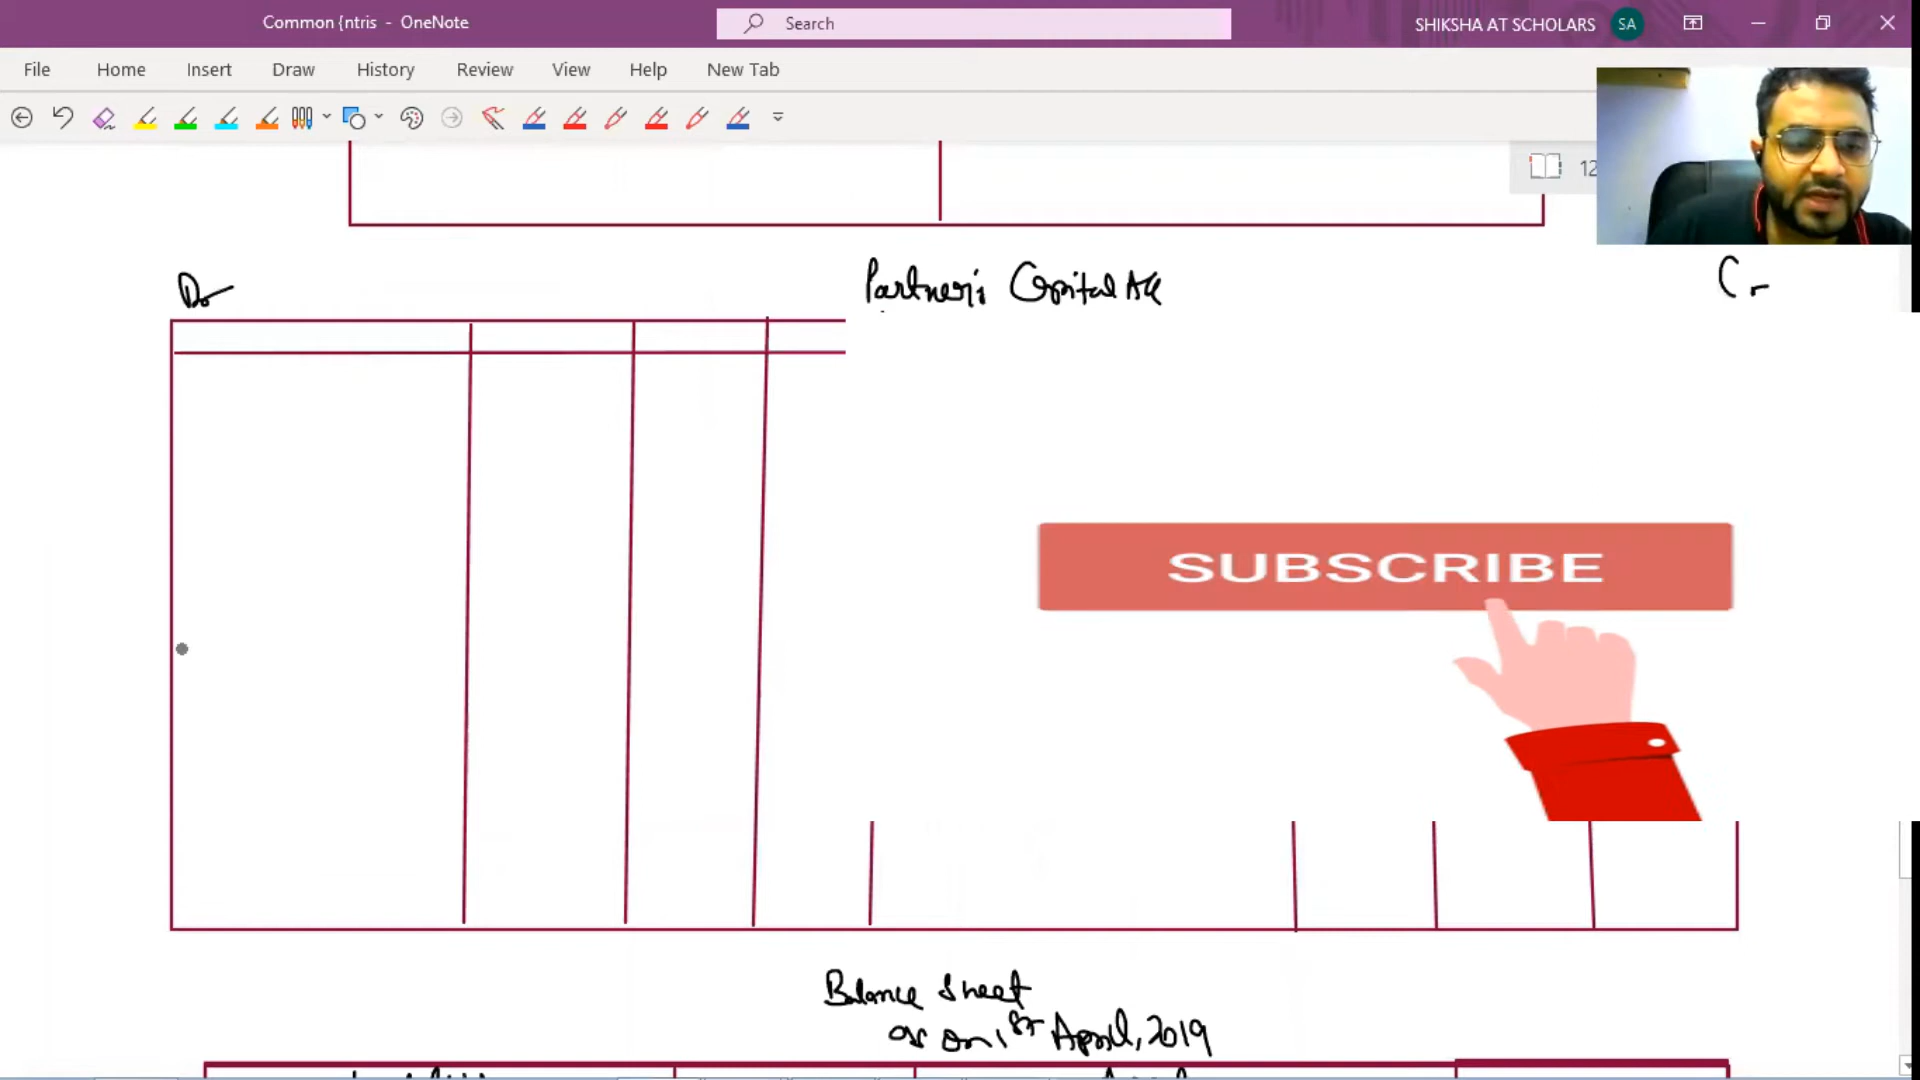 Common {ntris - OneNote
Search
SHIKSHA AT SCHOLARS SA
File Home Insert Draw History Review View Help New Tab
12
Dr Partner's Capital A/c Cr
SUBSCRIBE
Balance Sheet
as on 1st April, 2019